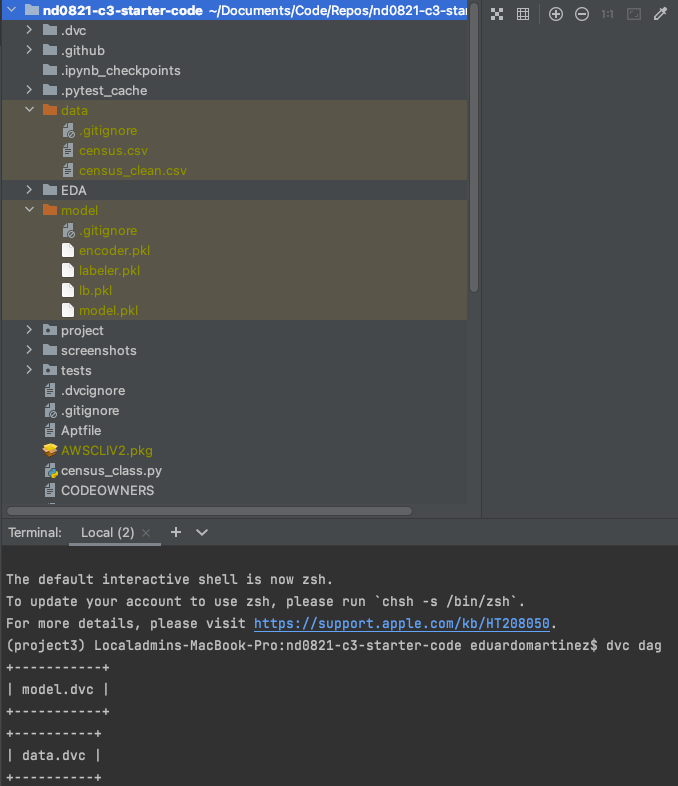 nd0821-c3-starter-code ~/Documents/Code/Repos/nd0821-c3-star
.dvc
.github
.ipynb_checkpoints
.pytest_cache
data
.gitignore
census.csv
census_clean.csv
EDA
model
.gitignore
encoder.pkl
labeler.pkl
lb.pkl
model.pkl
project
screenshots
tests
.dvcignore
.gitignore
Aptfile
AWSCLIV2.pkg
census_class.py
CODEOWNERS
1:1
Terminal: Local (2) × +
The default interactive shell is now zsh.
To update your account to use zsh, please run `chsh -s /bin/zsh`.
For more details, please visit https://support.apple.com/kb/HT208050.
(project3) Localadmins-MacBook-Pro:nd0821-c3-starter-code eduardomartinez$ dvc dag
+-----------+
| model.dvc |
+-----------+
+----------+
| data.dvc |
+----------+